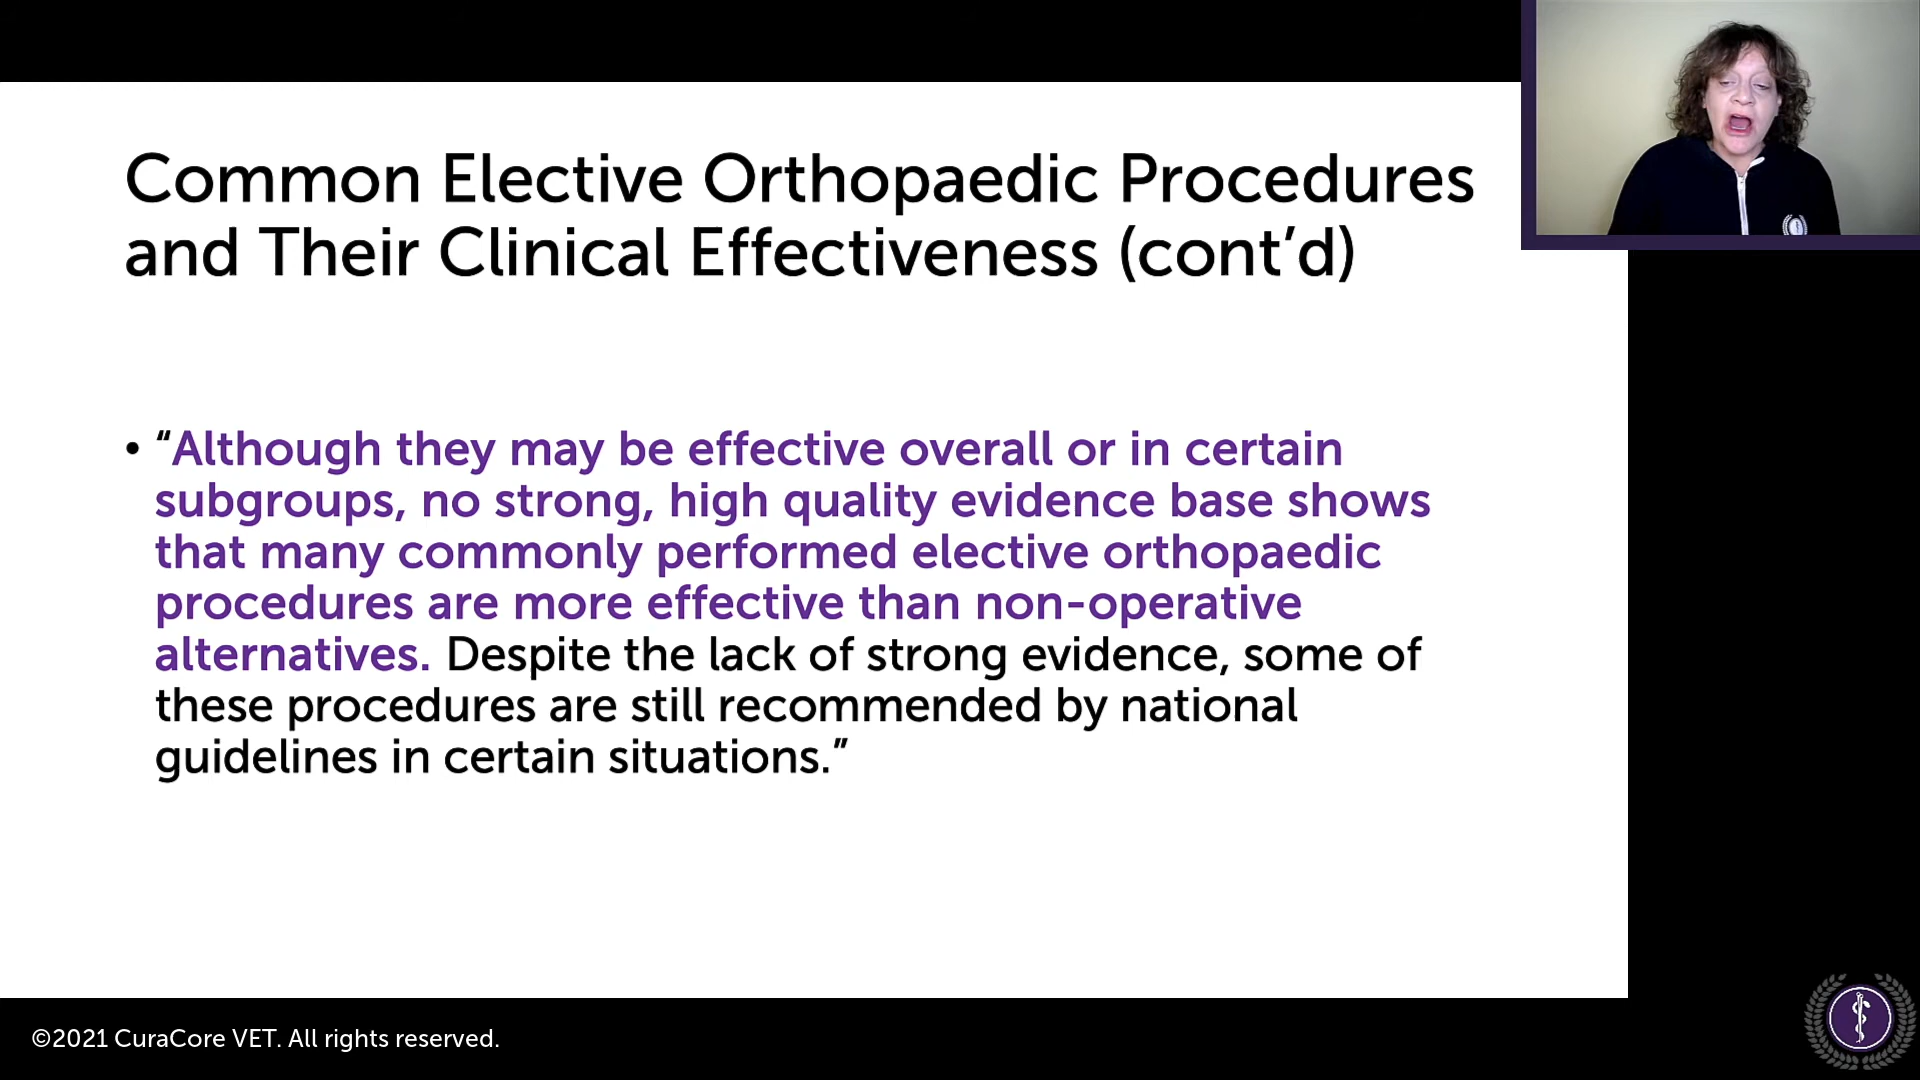 Common Elective Orthopaedic Procedures
and Their Clinical Effectiveness (cont’d)
• “Although they may be effective overall or in certain
subgroups, no strong, high quality evidence base shows
that many commonly performed elective orthopaedic
procedures are more effective than non-operative
alternatives. Despite the lack of strong evidence, some of
these procedures are still recommended by national
guidelines in certain situations.”
©2021 CuraCore VET. All rights reserved.